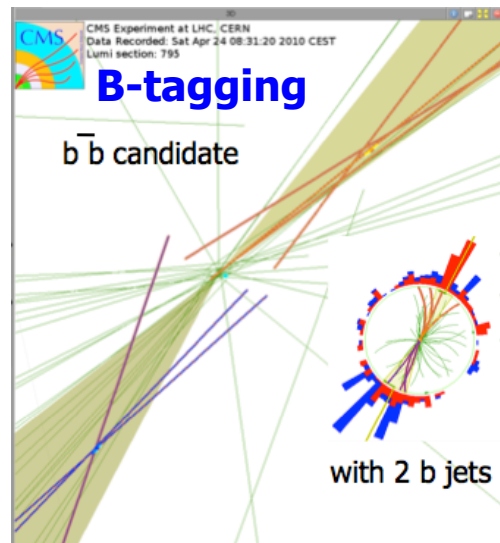 3D
CMS
CMS Experiment at LHC, CERN
Data Recorded: Sat Apr 24 08:31:20 2010 CEST
Lumi section: 795
B-tagging
b b̅ candidate
with 2 b jets